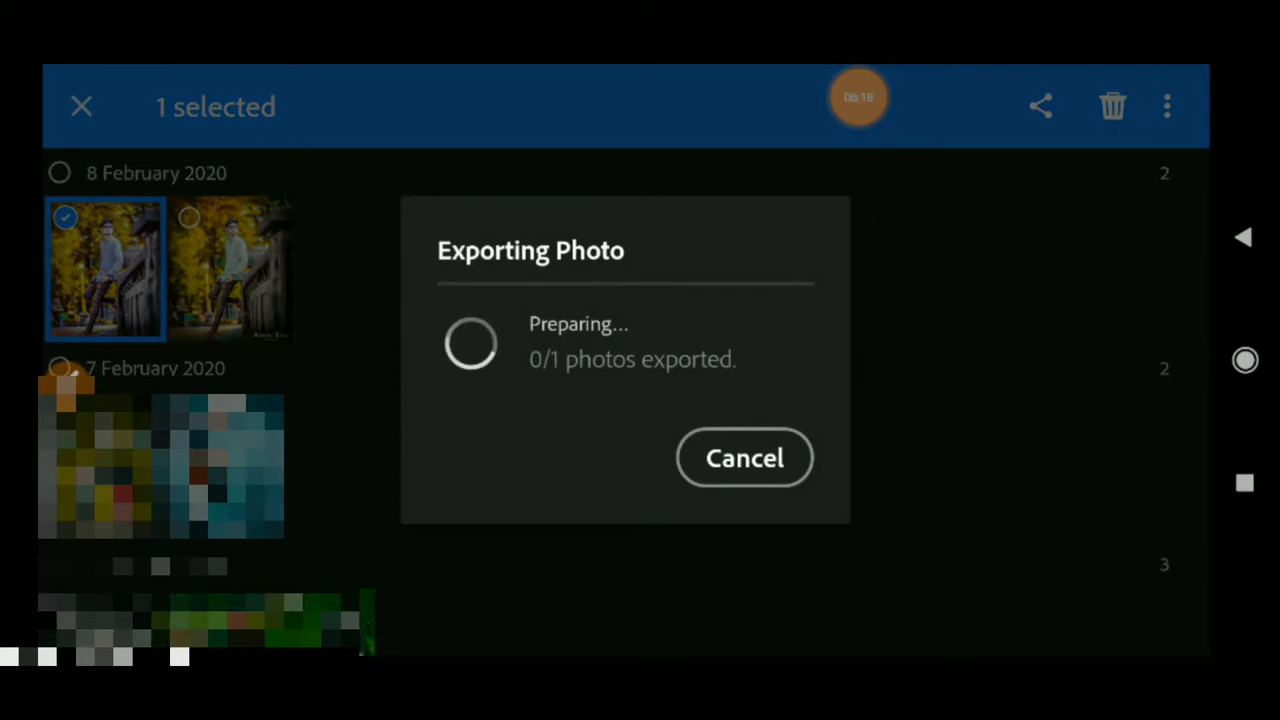 1 selected
06:18
8 February 2020
2
Exporting Photo
Preparing...
0/1 photos exported.
7 February 2020
2
Cancel
3